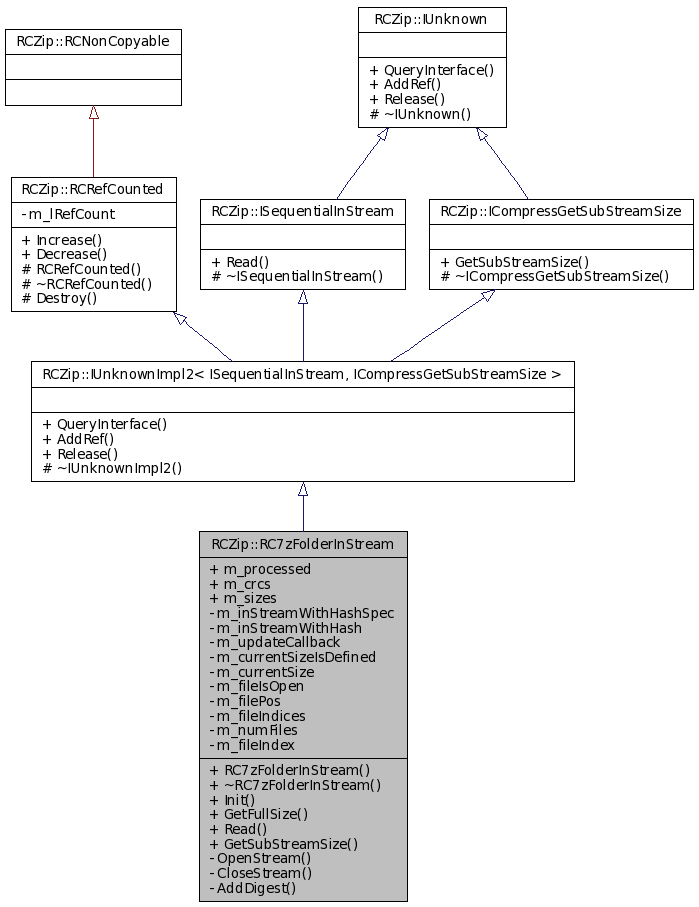 RCZip::IUnknown
+ QueryInterface()
+ AddRef()
+ Release()
# ~IUnknown()
RCZip::RCNonCopyable
RCZip::RCRefCounted
- m_lRefCount
+ Increase()
+ Decrease()
# RCRefCounted()
# ~RCRefCounted()
# Destroy()
RCZip::ISequentialInStream
+ Read()
# ~ISequentialInStream()
RCZip::ICompressGetSubStreamSize
+ GetSubStreamSize()
# ~ICompressGetSubStreamSize()
RCZip::IUnknownImpl2< ISequentialInStream, ICompressGetSubStreamSize >
+ QueryInterface()
+ AddRef()
+ Release()
# ~IUnknownImpl2()
RCZip::RC7zFolderInStream
+ m_processed
+ m_crcs
+ m_sizes
- m_inStreamWithHashSpec
- m_inStreamWithHash
- m_updateCallback
- m_currentSizeIsDefined
- m_currentSize
- m_fileIsOpen
- m_filePos
- m_fileIndices
- m_numFiles
- m_fileIndex
+ RC7zFolderInStream()
+ ~RC7zFolderInStream()
+ Init()
+ GetFullSize()
+ Read()
+ GetSubStreamSize()
- OpenStream()
- CloseStream()
- AddDigest()